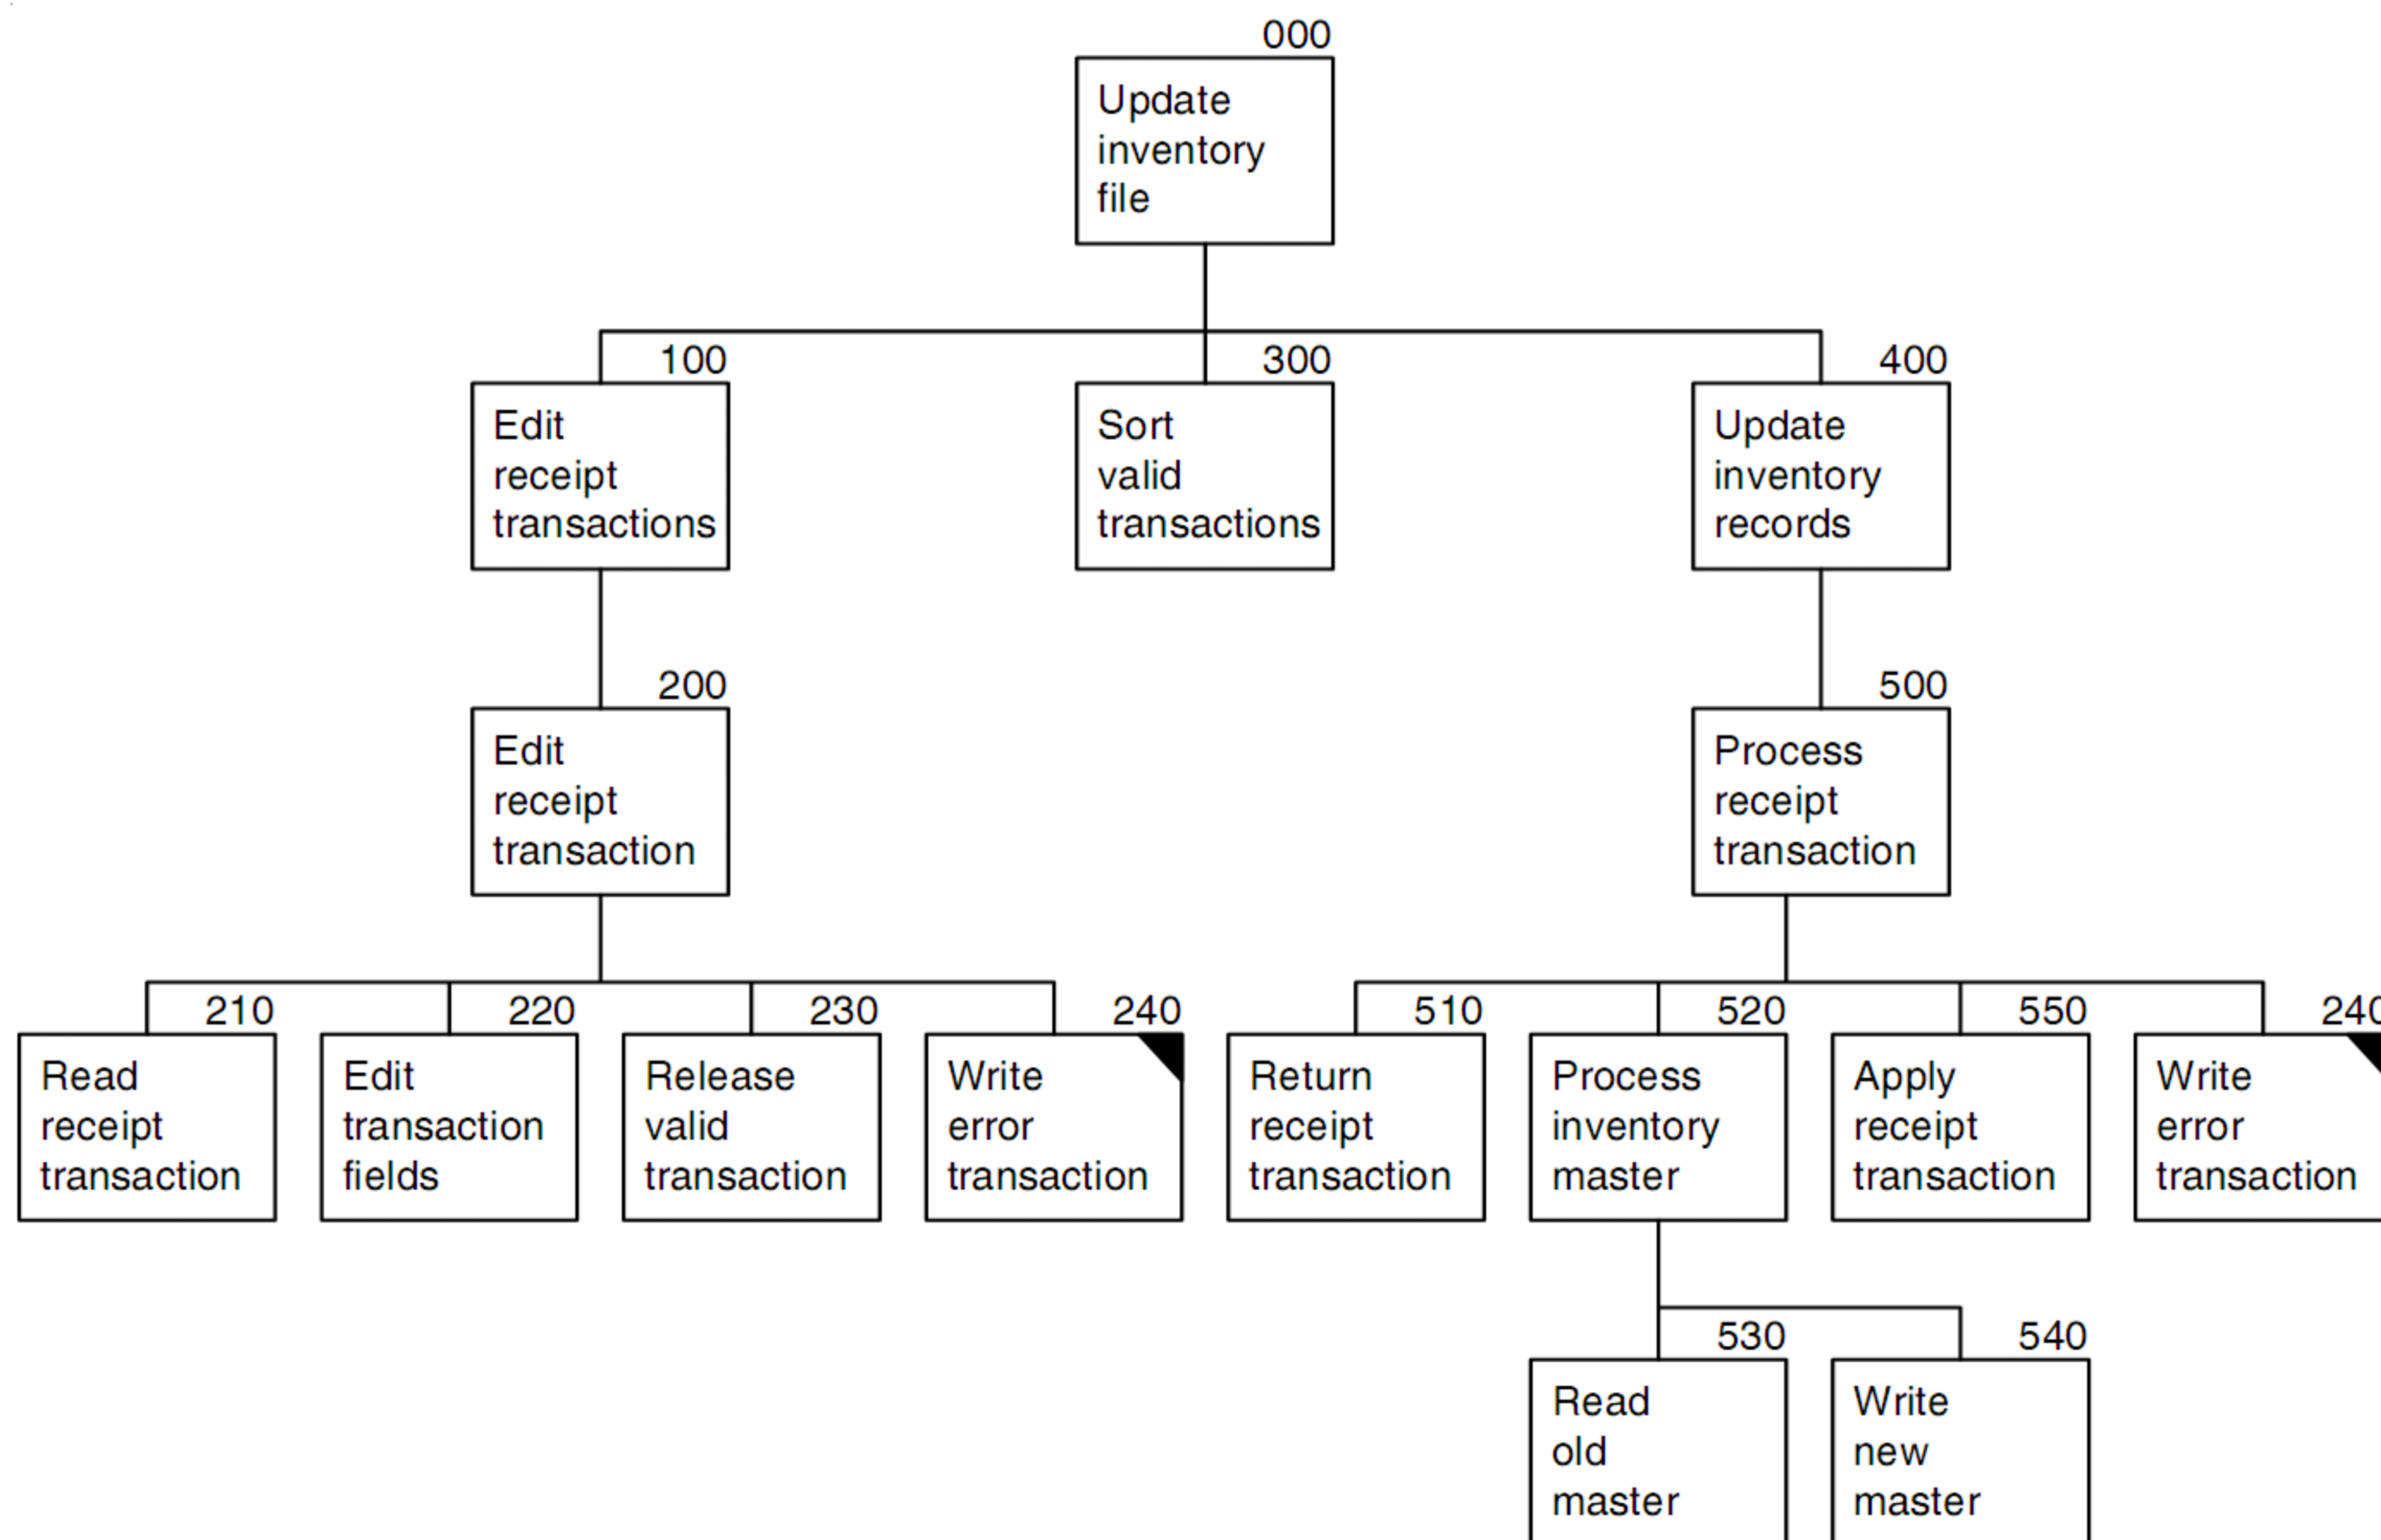 000
Update
inventory
file
100
Edit
receipt
transactions
300
Sort
valid
transactions
400
Update
inventory
records
200
Edit
receipt
transaction
500
Process
receipt
transaction
210
Read
receipt
transaction
220
Edit
transaction
fields
230
Release
valid
transaction
240
Write
error
transaction
510
Return
receipt
transaction
520
Process
inventory
master
550
Apply
receipt
transaction
240
Write
error
transaction
530
Read
old
master
540
Write
new
master